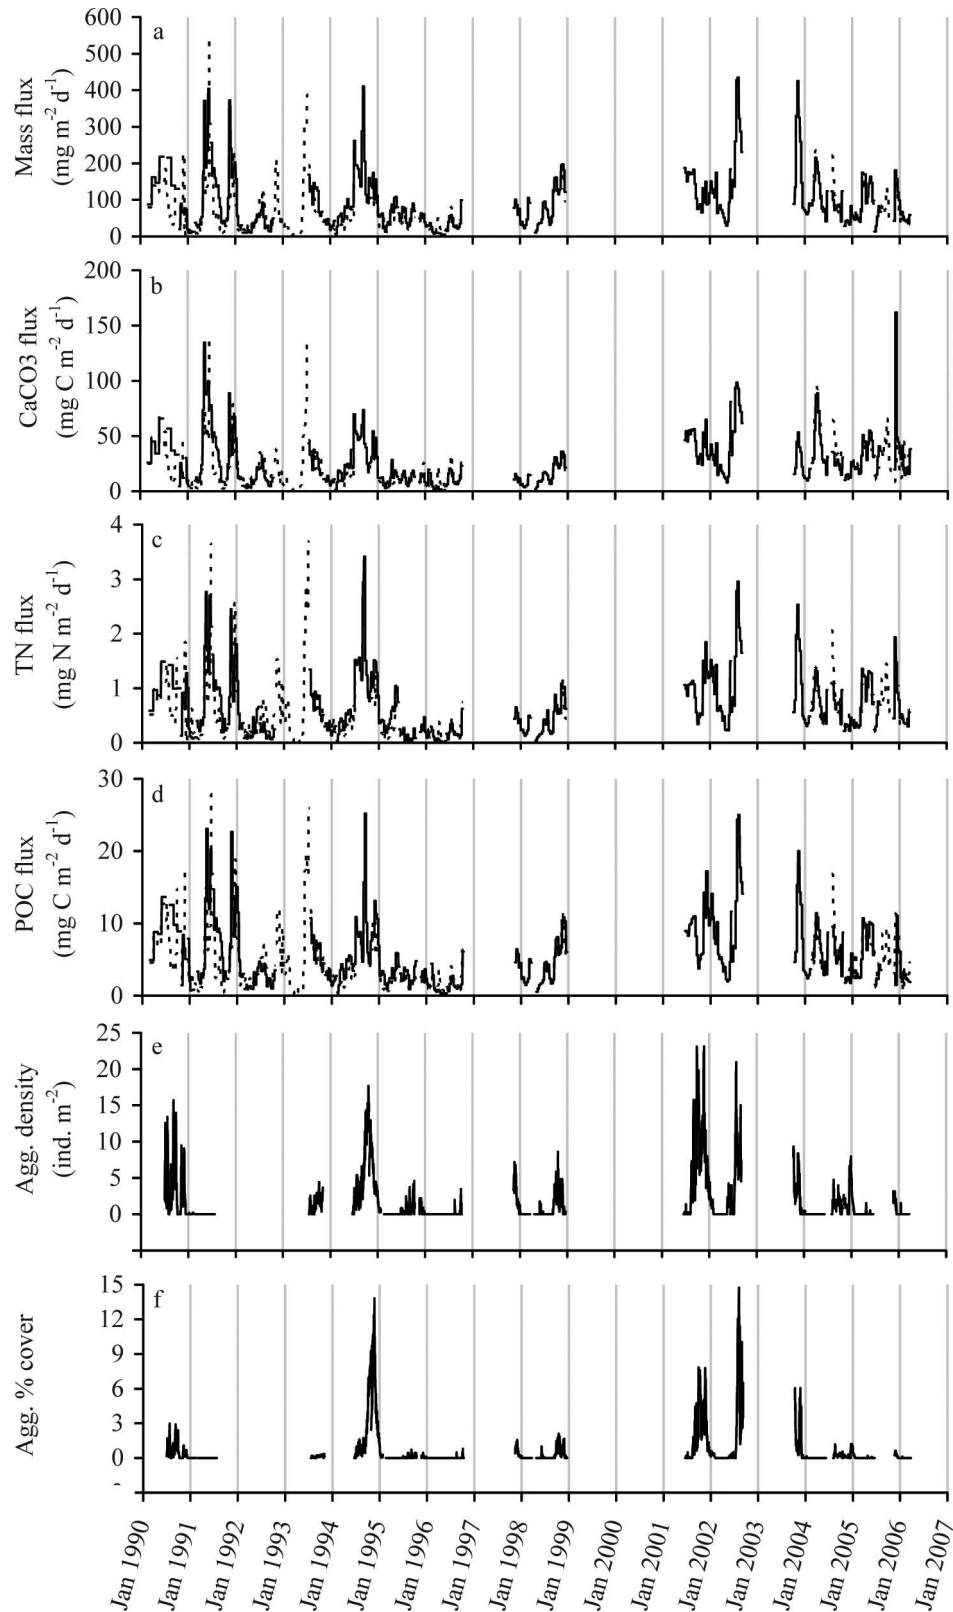 a
Mass flux
(mg m-2 d-1)
600
500
400
300
200
100
0
b
CaCO3 flux
(mg C m-2 d-1)
200
150
100
50
0
c
TN flux
(mg N m-2 d-1)
4
3
2
1
0
d
POC flux
(mg C m-2 d-1)
30
20
10
0
e
Agg. density
(ind. m-2)
25
20
15
10
5
0
f
Agg. % cover
15
12
9
6
3
0
Jan 1990
Jan 1991
Jan 1992
Jan 1993
Jan 1994
Jan 1995
Jan 1996
Jan 1997
Jan 1998
Jan 1999
Jan 2000
Jan 2001
Jan 2002
Jan 2003
Jan 2004
Jan 2005
Jan 2006
Jan 2007